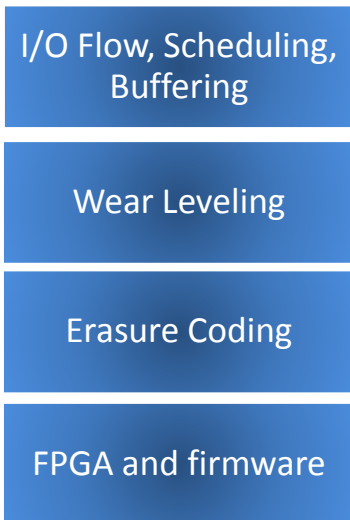 I/O Flow, Scheduling,
Buffering
Wear Leveling
Erasure Coding
FPGA and firmware